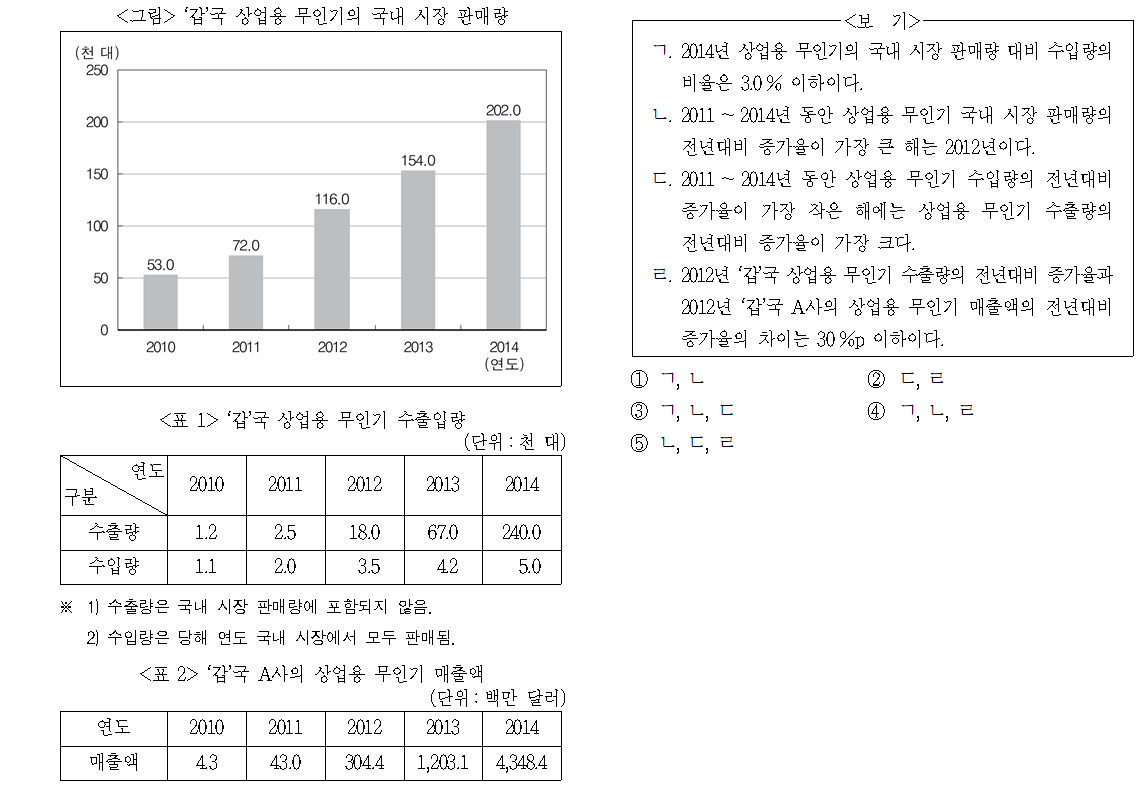 <그림> ‘갑’국 상업용 무인기의 국내 시장 판매량
(천 대)
250
200
150
100
50
0
53.0
72.0
116.0
154.0
202.0
2010 2011 2012 2013 2014
(연도)
<표 1> ‘갑’국 상업용 무인기 수출입량
(단위 : 천 대)
연도
구분
2010 2011 2012 2013 2014
수출량 1.2 2.5 18.0 67.0 240.0
수입량 1.1 2.0 3.5 4.2 5.0
※ 1) 수출량은 국내 시장 판매량에 포함되지 않음.
2) 수입량은 당해 연도 국내 시장에서 모두 판매됨.
<표 2> ‘갑’국 A사의 상업용 무인기 매출액
(단위 : 백만 달러)
연도 2010 2011 2012 2013 2014
매출액 4.3 43.0 304.4 1,203.1 4,348.4
<보 기>
ㄱ. 2014년 상업용 무인기의 국내 시장 판매량 대비 수입량의
비율은 3.0 % 이하이다.
ㄴ. 2011 ~ 2014년 동안 상업용 무인기 국내 시장 판매량의
전년대비 증가율이 가장 큰 해는 2012년이다.
ㄷ. 2011 ~ 2014년 동안 상업용 무인기 수입량의 전년대비
증가율이 가장 작은 해에는 상업용 무인기 수출량의
전년대비 증가율이 가장 크다.
ㄹ. 2012년 ‘갑’국 상업용 무인기 수출량의 전년대비 증가율과
2012년 ‘갑’국 A사의 상업용 무인기 매출액의 전년대비
증가율의 차이는 30 %p 이하이다.
① ㄱ, ㄴ
② ㄷ, ㄹ
③ ㄱ, ㄴ, ㄷ
④ ㄱ, ㄴ, ㄹ
⑤ ㄴ, ㄷ, ㄹ